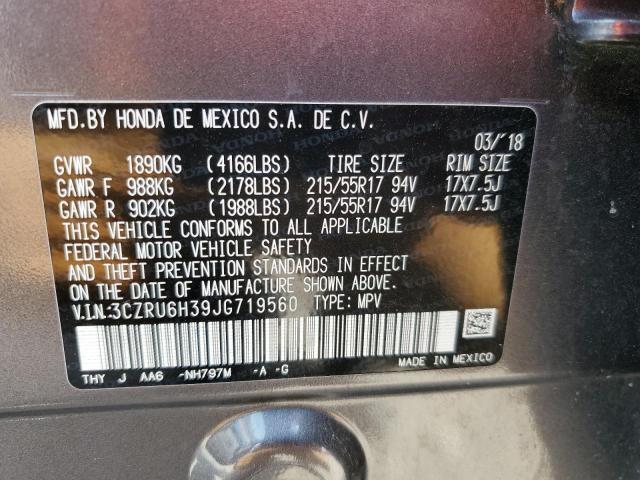 MFD.BY HONDA DE MEXICO S.A. DE C.V.
03/'18
GVWR 1890KG (4166LBS) TIRE SIZE RIM SIZE
GAWR F 988KG (2178LBS) 215/55R17 94V 17X7.5J
GAWR R 902KG (1988LBS) 215/55R17 94V 17X7.5J
THIS VEHICLE CONFORMS TO ALL APPLICABLE
FEDERAL MOTOR VEHICLE SAFETY
AND THEFT PREVENTION STANDARDS IN EFFECT
ON THE DATE OF MANUFACTURE SHOWN ABOVE.
V.I.N:3CZRU6H39JG719560 TYPE: MPV
MADE IN MEXICO
THY J AA6 -NH797M -A -G